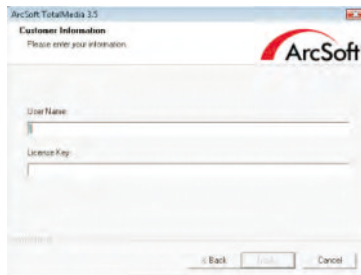 ArcSoft TotalMedia 3.5
Customer Information
Please enter your information.
ArcSoft
User Name:
License Key:
< Back
Cancel